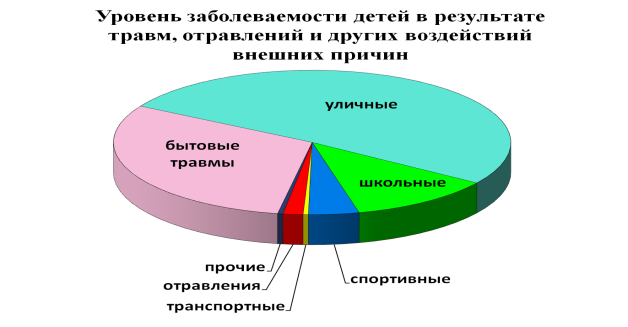 Уровень заболеваемости детей в результате
травм, отравлений и других воздействий
внешних причин
уличные
бытовые
травмы
школьные
прочие
спортивные
отравления
транспортные